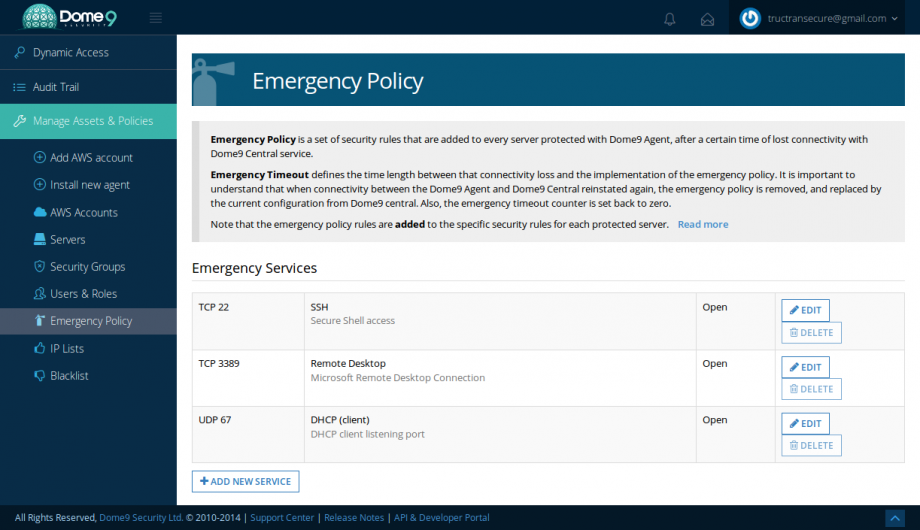 Dome9
SECURITY
tructransecure@gmail.com
Dynamic Access
Audit Trail
Manage Assets & Policies
Add AWS account
Install new agent
AWS Accounts
Servers
Security Groups
Users & Roles
Emergency Policy
IP Lists
Blacklist
Emergency Policy
Emergency Policy is a set of security rules that are added to every server protected with Dome9 Agent, after a certain time of lost connectivity with
Dome9 Central service.
Emergency Timeout defines the time length between that connectivity loss and the implementation of the emergency policy. It is important to
understand that when connectivity between the Dome9 Agent and Dome9 Central reinstated again, the emergency policy is removed, and replaced by
the current configuration from Dome9 central. Also, the emergency timeout counter is set back to zero.
Note that the emergency policy rules are added to the specific security rules for each protected server. Read more
Emergency Services
TCP 22 SSH Open EDIT
Secure Shell access
DELETE
TCP 3389 Remote Desktop Open EDIT
Microsoft Remote Desktop Connection
DELETE
UDP 67 DHCP (client) Open EDIT
DHCP client listening port
DELETE
ADD NEW SERVICE
All Rights Reserved, Dome9 Security Ltd. © 2010-2014 | Support Center | Release Notes | API & Developer Portal